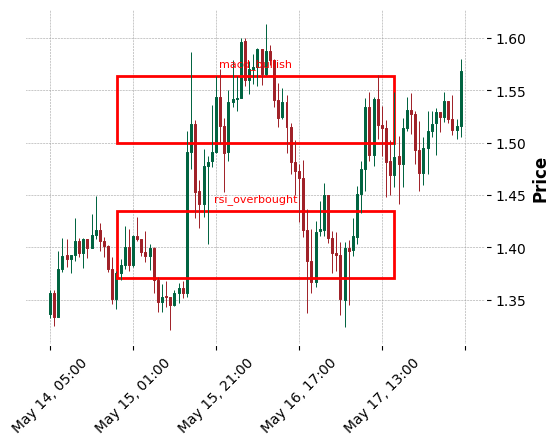 1.60
macd_bullish
1.55
1.50
Price
1.45
rsi_overbought
1.40
1.35
May 14, 05:00
May 15, 01:00
May 15, 21:00
May 16, 17:00
May 17, 13:00